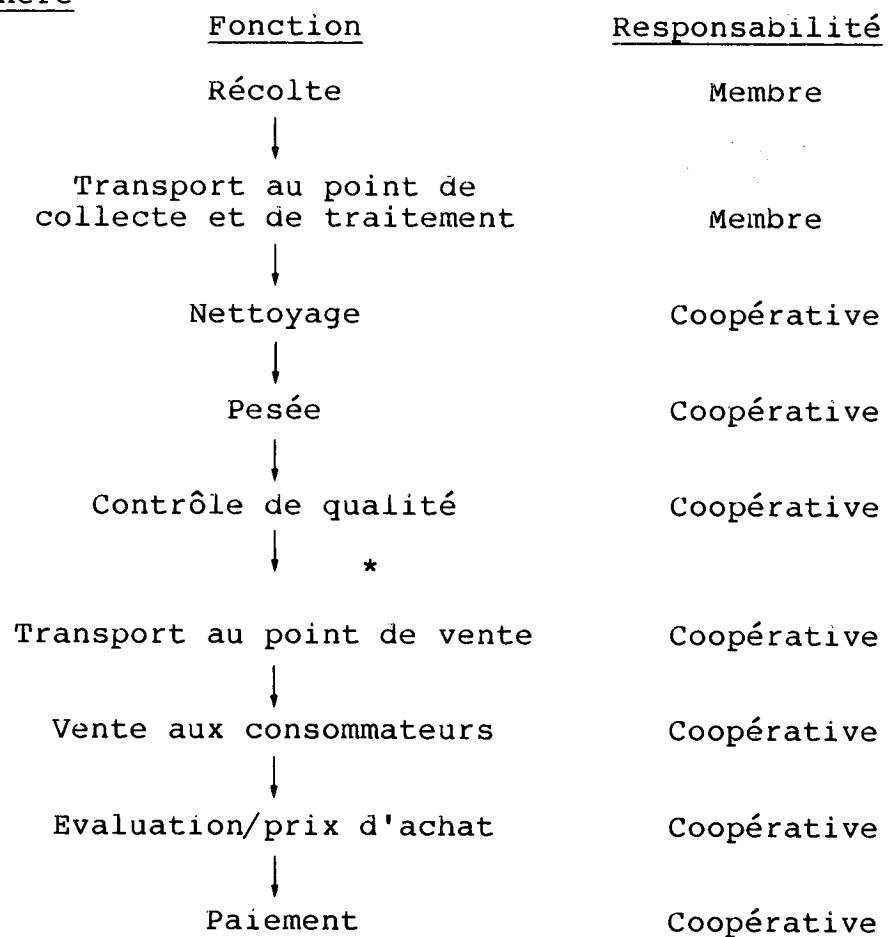 Fonction Responsabilité
Récolte Membre
Transport au point de
collecte et de traitement Membre
Nettoyage Coopérative
Pesée Coopérative
Contrôle de qualité Coopérative
*
Transport au point de vente Coopérative
Vente aux consommateurs Coopérative
Evaluation/prix d'achat Coopérative
Paiement Coopérative